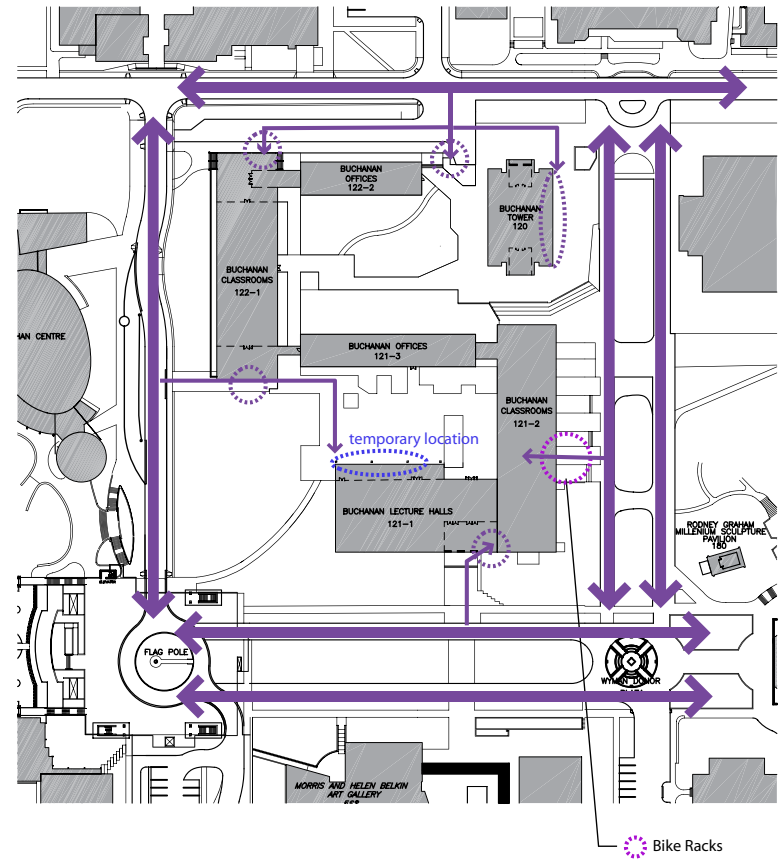 BUCHANAN
OFFICES
122-2
BUCHANAN
TOWER
120
BUCHANAN
CLASSROOMS
122-1
HAN CENTRE
BUCHANAN OFFICES
121-3
BUCHANAN
CLASSROOMS
121-2
temporary location
BUCHANAN LECTURE HALLS
121-1
RODNEY GRAHAM
MILLENIUM SCULPTURE
PAVILION
180
FLAG POLE
WYMAN DONOR
MORRIS AND HELEN BELKIN
ART GALLERY
Bike Racks